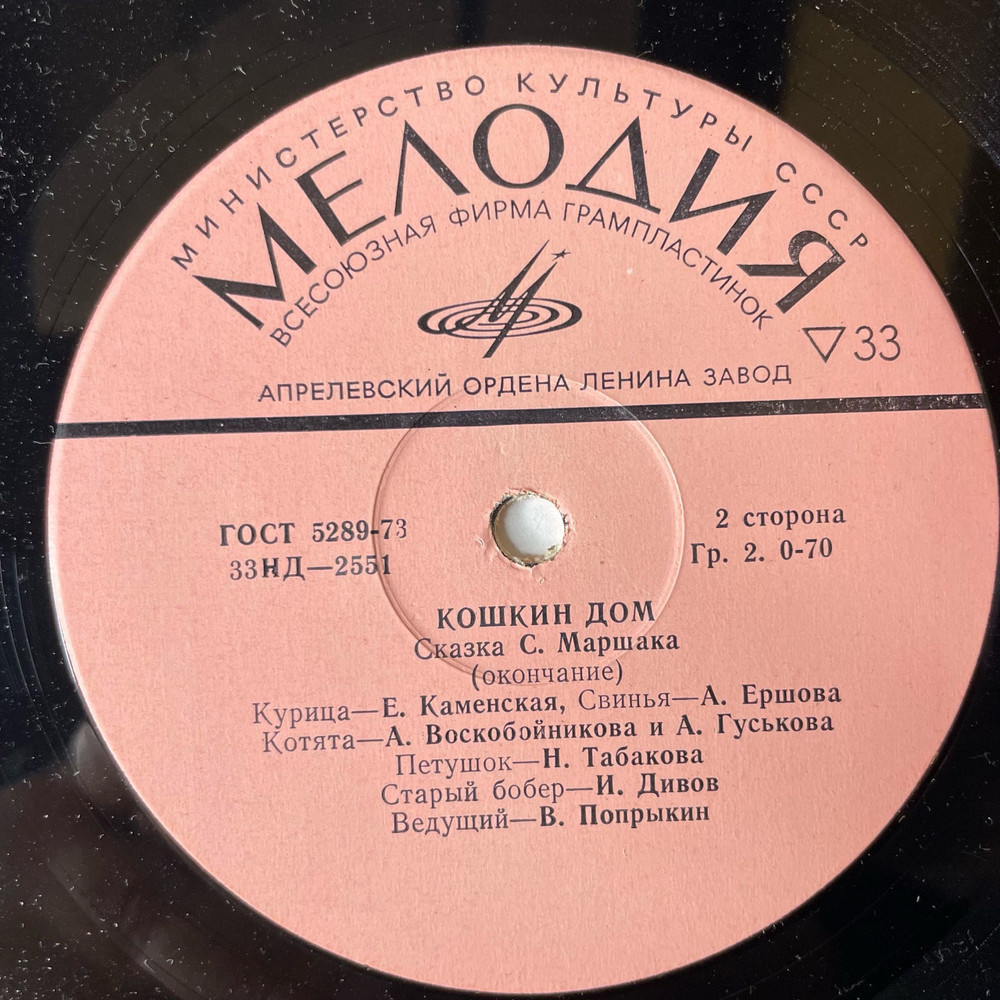 МИНИСТЕРСТВО КУЛЬТУРЫ СССР
МЕЛОДИЯ
ВСЕСОЮЗНАЯ ФИРМА ГРАМПЛАСТИНОК
33
АПРЕЛЕВСКИЙ ОРДЕНА ЛЕНИНА ЗАВОД
ГОСТ 5289-73
33НД—2551
2 сторона
Гр. 2. 0-70
КОШКИН ДОМ
Сказка С. Маршака
(окончание)
Курица—Е. Каменская, Свинья—А. Ершова
Котята—А. Воскобойникова и А. Гуськова
Петушок—Н. Табакова
Старый бобер—И. Дивов
Ведущий—В. Попрыкин